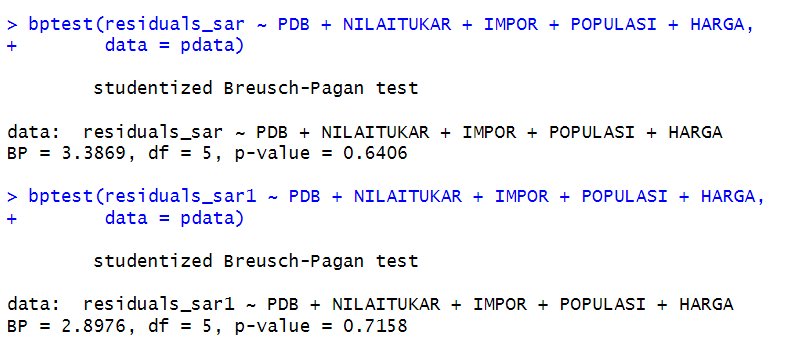 > bptest(residuals_sar ~ PDB + NILAITUKAR + IMPOR + POPULASI + HARGA,
+        data = pdata)
studentized Breusch-Pagan test
data:  residuals_sar ~ PDB + NILAITUKAR + IMPOR + POPULASI + HARGA
BP = 3.3869, df = 5, p-value = 0.6406
> bptest(residuals_sar1 ~ PDB + NILAITUKAR + IMPOR + POPULASI + HARGA,
+        data = pdata)
studentized Breusch-Pagan test
data:  residuals_sar1 ~ PDB + NILAITUKAR + IMPOR + POPULASI + HARGA
BP = 2.8976, df = 5, p-value = 0.7158